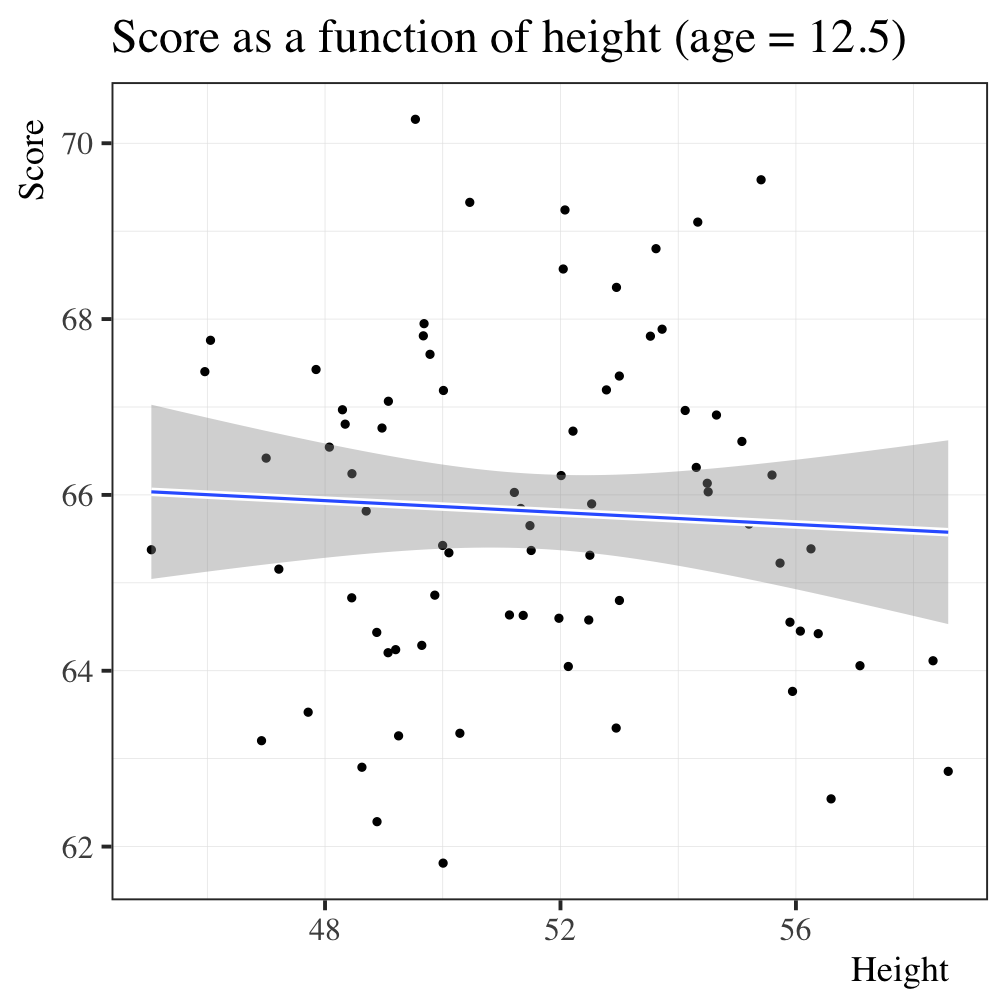 Score as a function of height (age = 12.5)
Score
70
68
66
64
62
48 52 56
Height